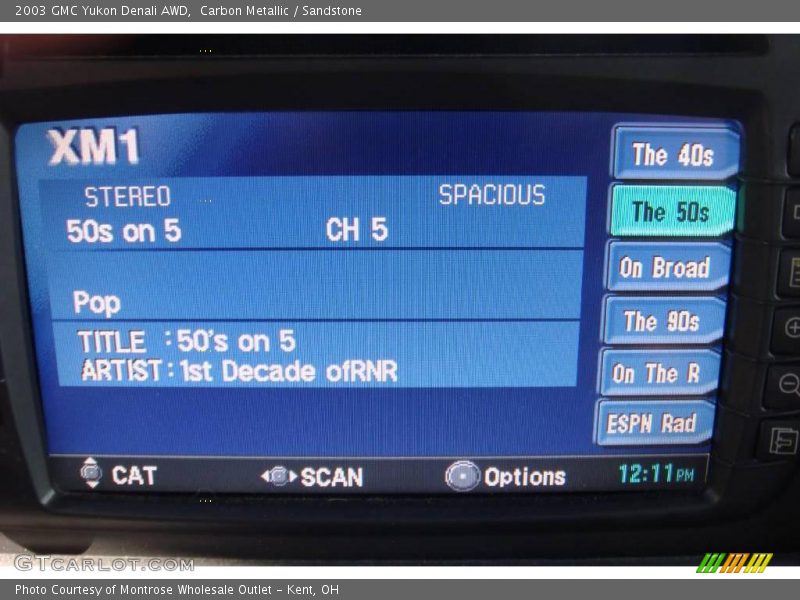 2003 GMC Yukon Denali AWD,  Carbon Metallic / Sandstone
XM1
STEREO SPACIOUS
50s on 5 CH 5
Pop
TITLE :50's on 5
ARTIST:1st Decade ofRNR
The 40s
The 50s
On Broad
The 90s
On The R
ESPN Rad
CAT SCAN Options 12:11PM
GTCARLOT.COM
Photo Courtesy of Montrose Wholesale Outlet - Kent, OH